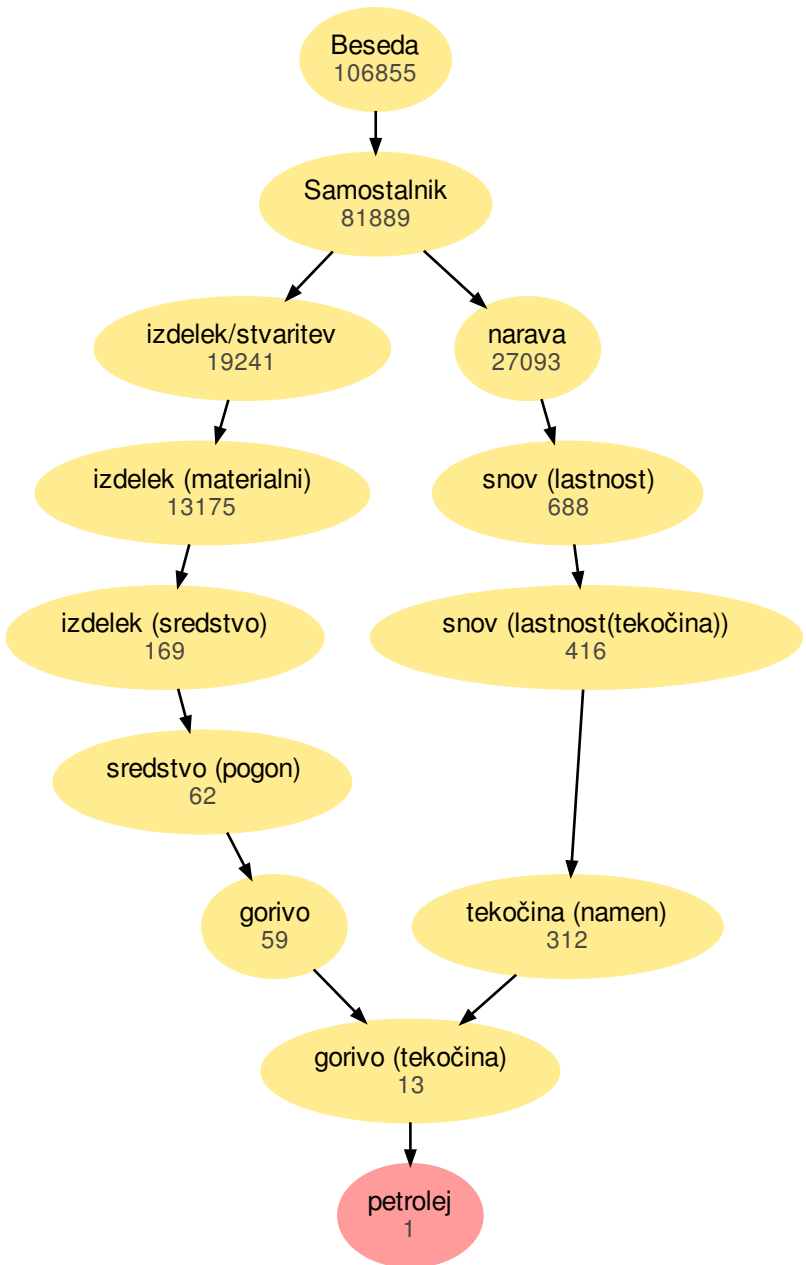 Beseda
106855
Samostalnik
81889
izdelek/stvaritev
19241
narava
27093
izdelek (materialni)
13175
snov (lastnost)
688
izdelek (sredstvo)
169
snov (lastnost(tekočina))
416
sredstvo (pogon)
62
gorivo
59
tekočina (namen)
312
gorivo (tekočina)
13
petrolej
1